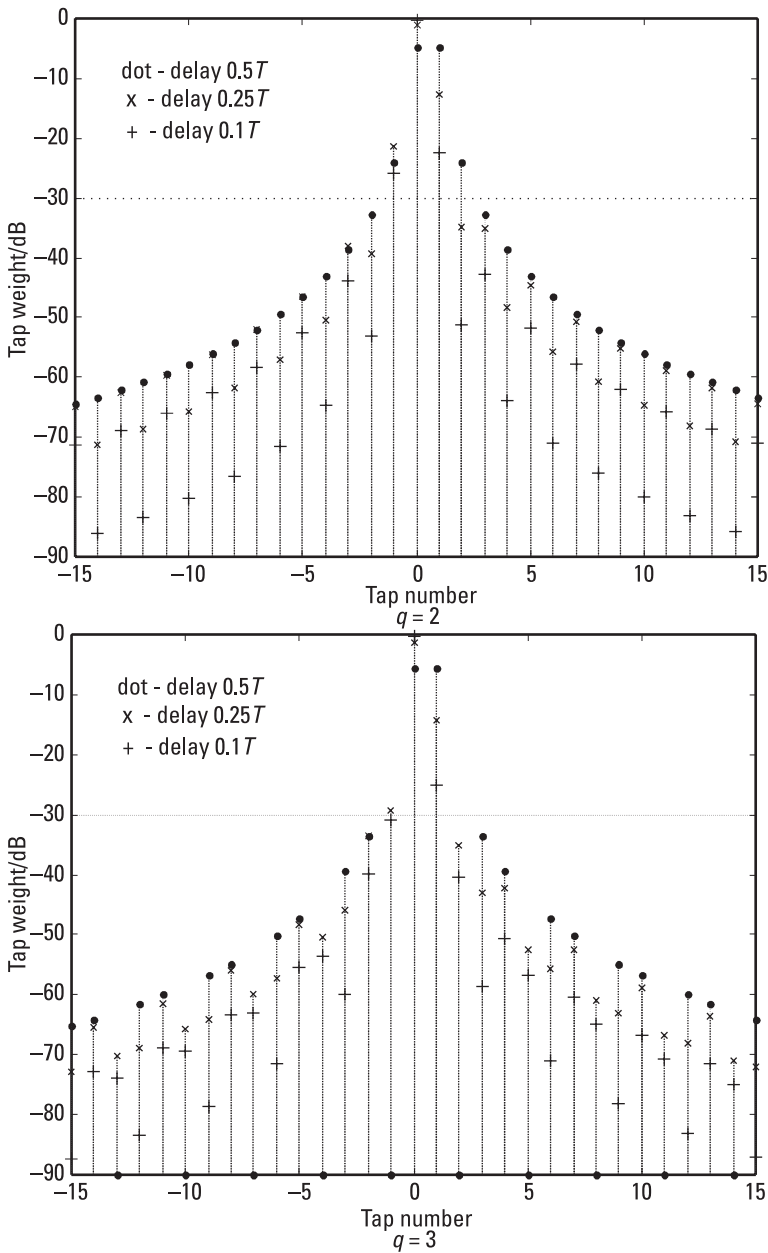 0
−10
−20
−30
−40
−50
−60
−70
−80
−90
Tap weight/dB
dot - delay 0.5T
x - delay 0.25T
+ - delay 0.1T
−15 −10 −5 0 5 10 15
Tap number
q = 2
0
−10
−20
−30
−40
−50
−60
−70
−80
−90
Tap weight/dB
dot - delay 0.5T
x - delay 0.25T
+ - delay 0.1T
−15 −10 −5 0 5 10 15
Tap number
q = 3